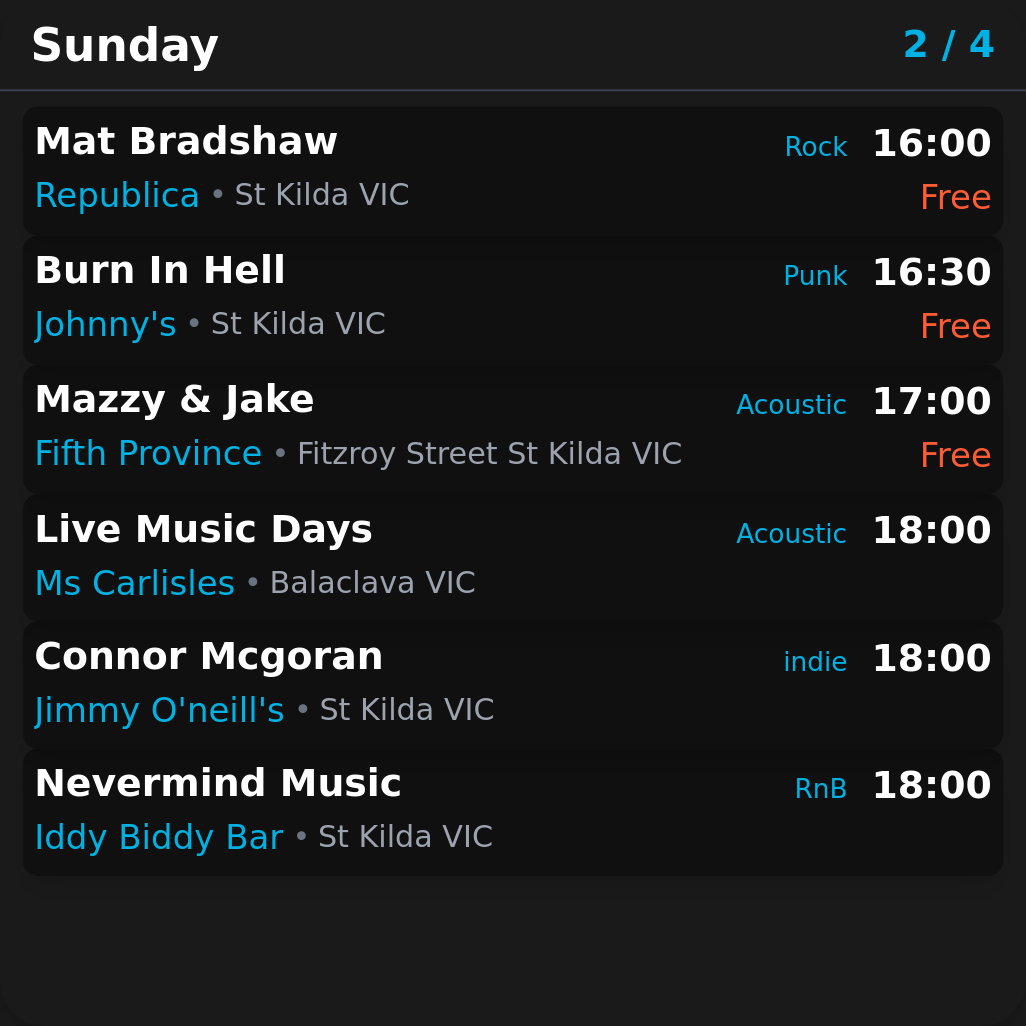 Sunday 2 / 4
Mat Bradshaw Rock 16:00
Republica • St Kilda VIC Free
Burn In Hell Punk 16:30
Johnny's • St Kilda VIC Free
Mazzy & Jake Acoustic 17:00
Fifth Province • Fitzroy Street St Kilda VIC Free
Live Music Days Acoustic 18:00
Ms Carlisles • Balaclava VIC
Connor Mcgoran indie 18:00
Jimmy O'neill's • St Kilda VIC
Nevermind Music RnB 18:00
Iddy Biddy Bar • St Kilda VIC